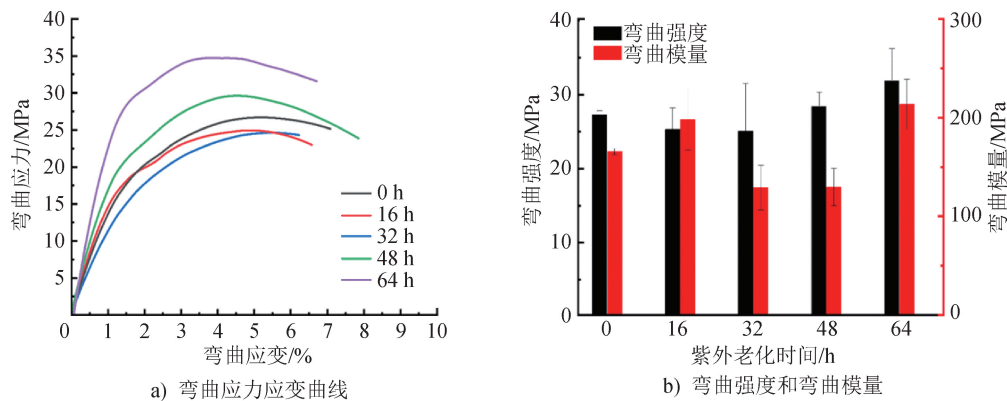 40
35
30
25
20
15
10
5
弯曲应力/MPa
0 h
16 h
32 h
48 h
64 h
0 1 2 3 4 5 6 7 8 9 10
弯曲应变/%
a) 弯曲应力应变曲线
40
30
20
10
0
弯曲强度/MPa
弯曲强度
弯曲模量
300
200
100
0
弯曲模量/MPa
0 16 32 48 64
紫外老化时间/h
b) 弯曲强度和弯曲模量